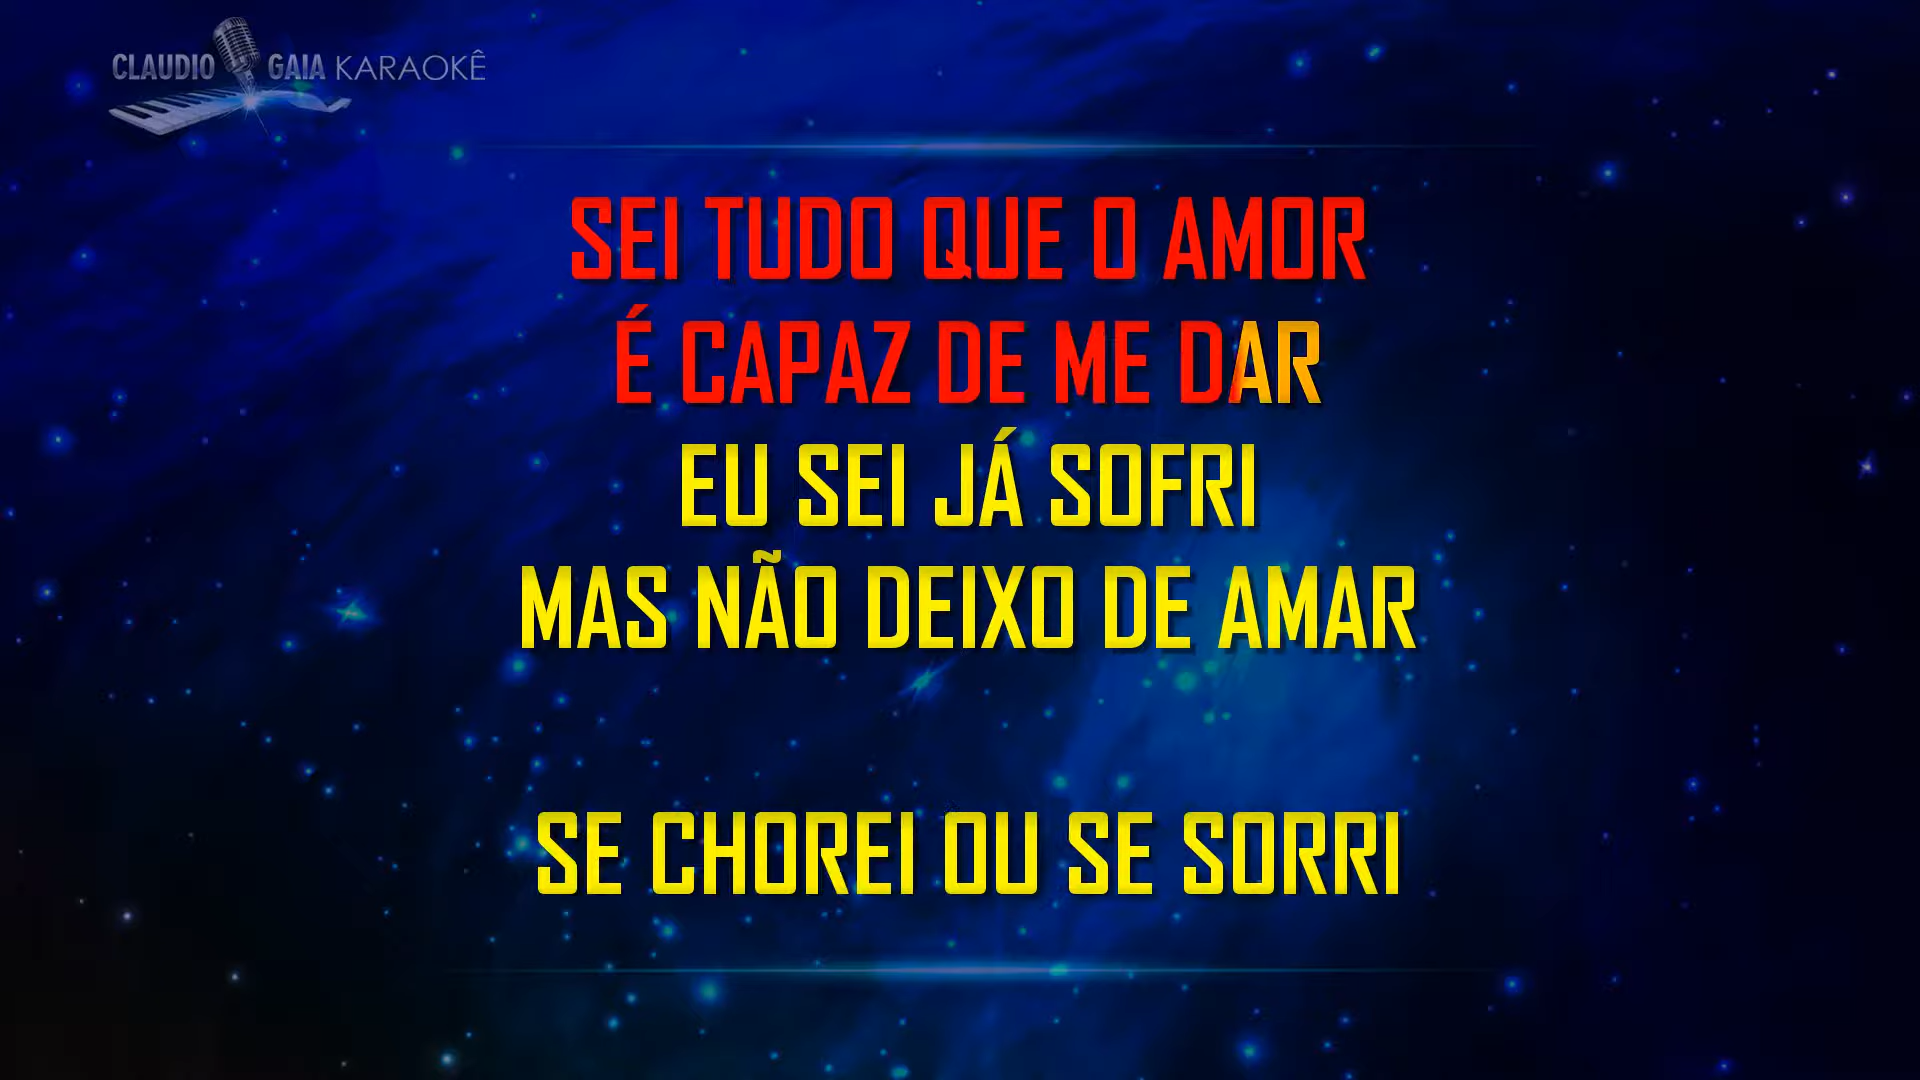 CLAUDIO GAIA KARAOKÊ
SEI TUDO QUE O AMOR
É CAPAZ DE ME DAR
EU SEI JÁ SOFRI
MAS NÃO DEIXO DE AMAR
SE CHOREI OU SE SORRI